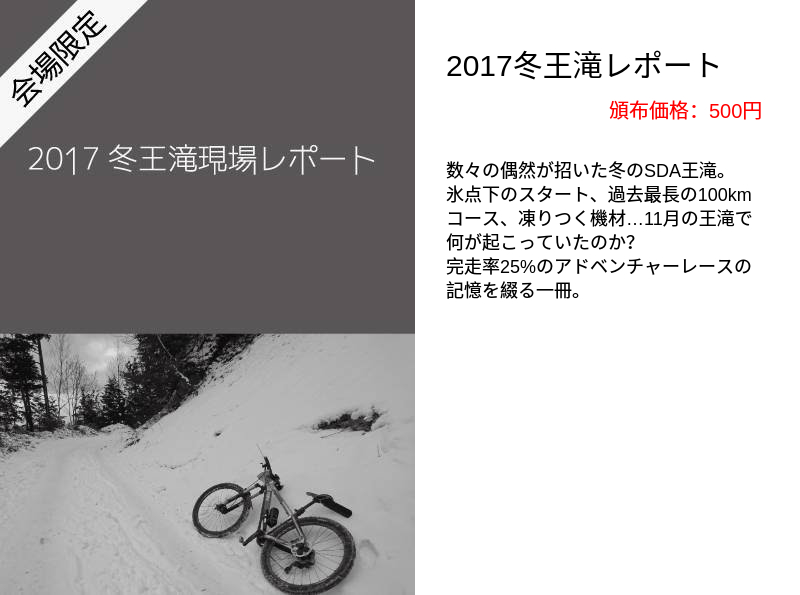 会場限定
2017 冬王滝現場レポート
2017冬王滝レポート
頒布価格：500円
数々の偶然が招いた冬のSDA王滝。
氷点下のスタート、過去最長の100km
コース、凍りつく機材…11月の王滝で
何が起こっていたのか？
完走率25%のアドベンチャーレースの
記憶を綴る一冊。